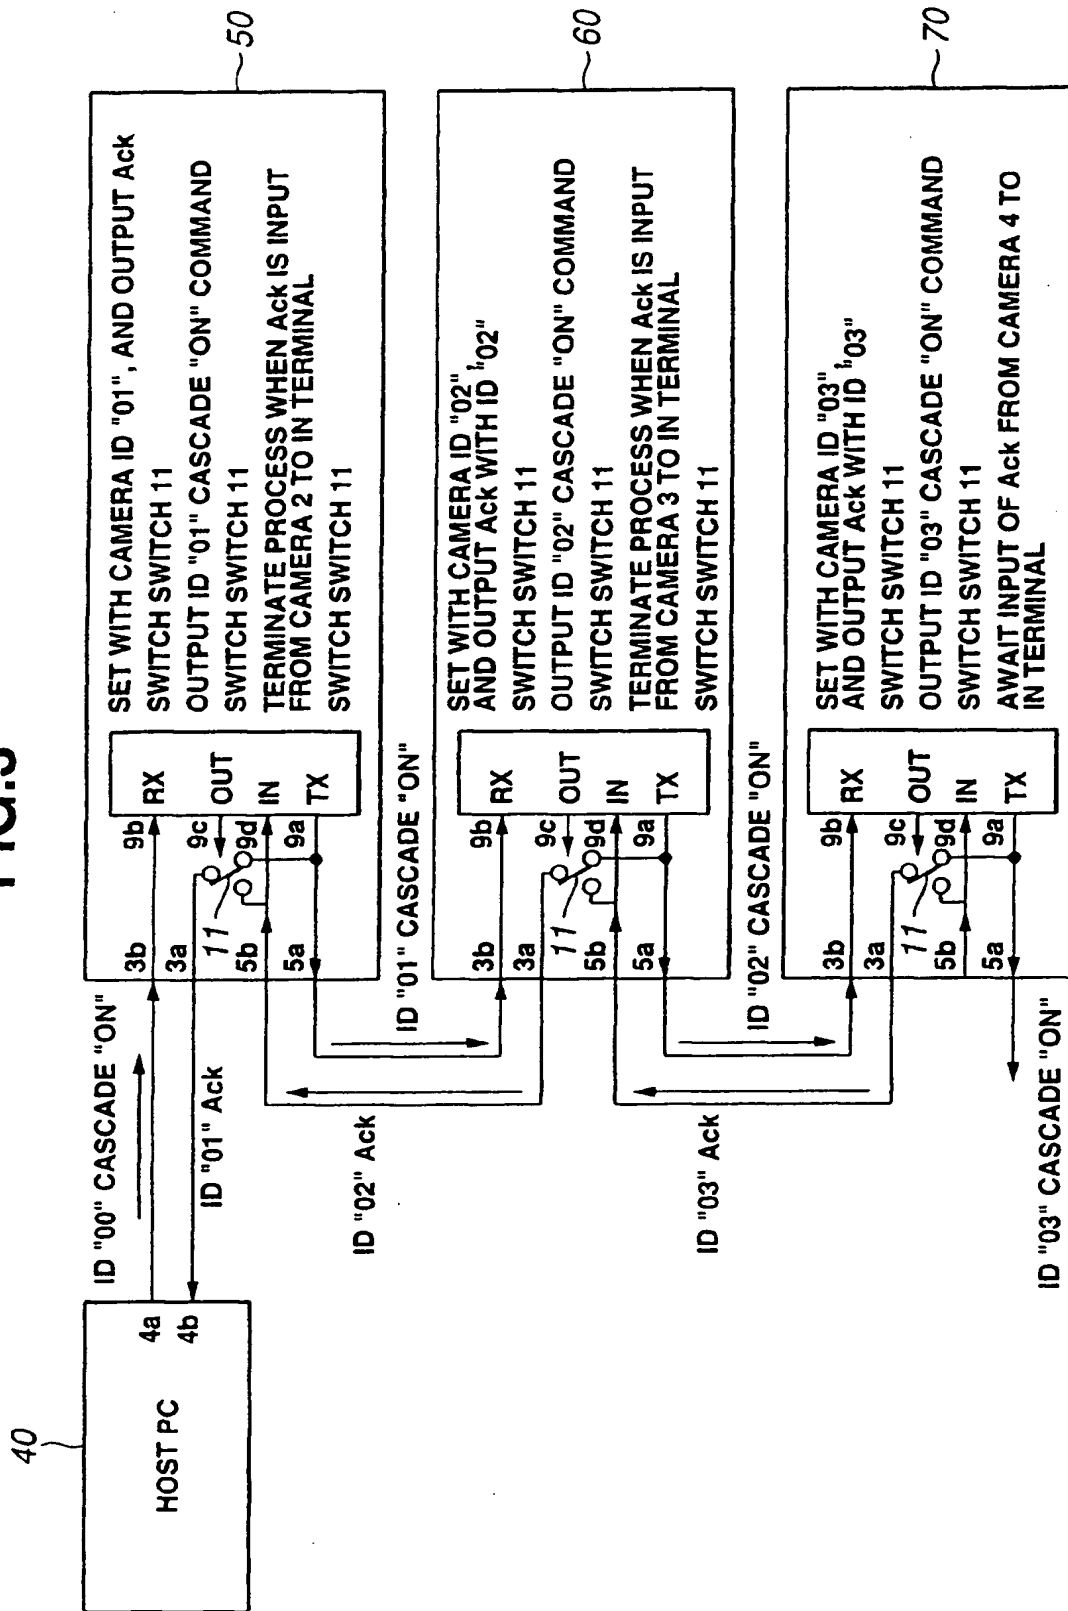 40
HOST PC
4a
4b
ID "00" CASCADE "ON"
ID "01" Ack
50
SET WITH CAMERA ID "01", AND OUTPUT Ack
SWITCH SWITCH 11
OUTPUT ID "01" CASCADE "ON" COMMAND
SWITCH SWITCH 11
TERMINATE PROCESS WHEN Ack IS INPUT
FROM CAMERA 2 TO IN TERMINAL
SWITCH SWITCH 11
3b
3a
5b
5a
11
9b
9c
9d
9a
RX
OUT
IN
TX
ID "01" CASCADE "ON"
ID "02" Ack
60
SET WITH CAMERA ID "02"
AND OUTPUT Ack WITH ID "02"
SWITCH SWITCH 11
OUTPUT ID "02" CASCADE "ON" COMMAND
SWITCH SWITCH 11
TERMINATE PROCESS WHEN Ack IS INPUT
FROM CAMERA 3 TO IN TERMINAL
SWITCH SWITCH 11
3b
3a
5b
5a
11
9b
9c
9d
9a
RX
OUT
IN
TX
ID "02" CASCADE "ON"
ID "03" Ack
70
SET WITH CAMERA ID "03"
AND OUTPUT Ack WITH ID "03"
SWITCH SWITCH 11
OUTPUT ID "03" CASCADE "ON" COMMAND
SWITCH SWITCH 11
AWAIT INPUT OF Ack FROM CAMERA 4 TO
IN TERMINAL
3b
3a
5b
5a
11
9b
9c
9d
9a
RX
OUT
IN
TX
ID "03" CASCADE "ON"